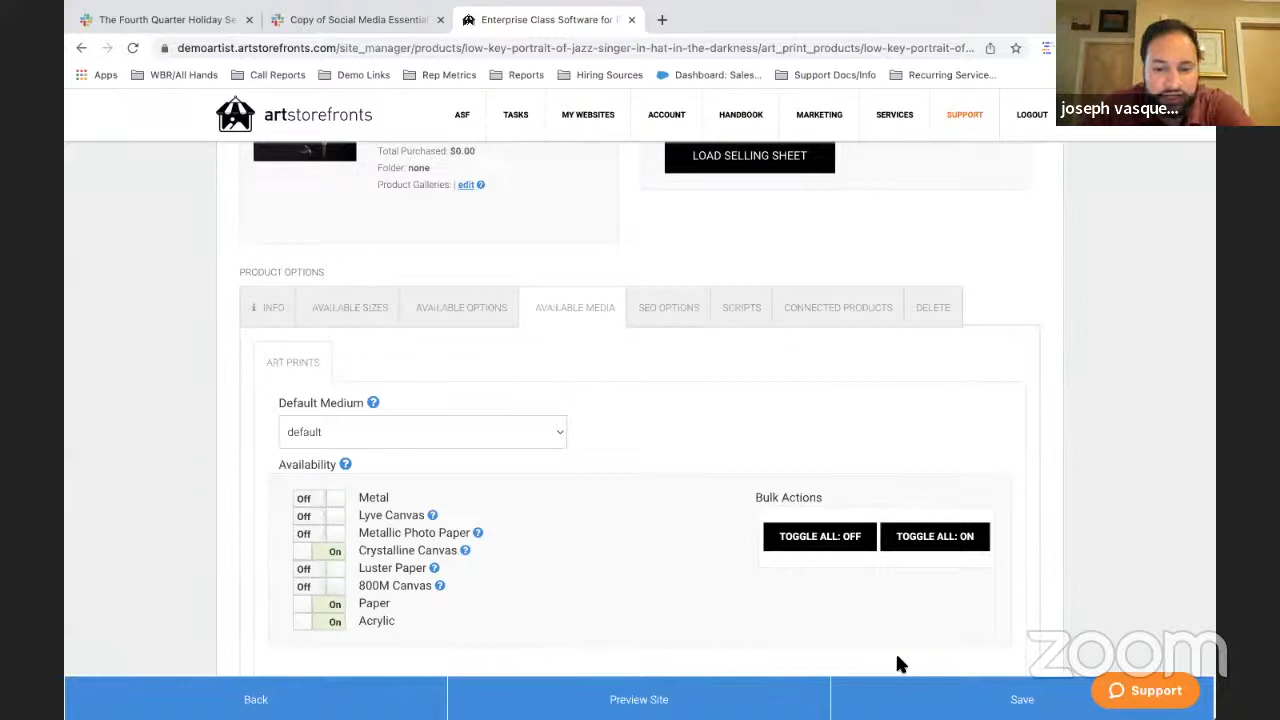 The Fourth Quarter Holiday Se
Copy of Social Media Essential
Enterprise Class Software for F
demoartist.artstorefronts.com/site_manager/products/low-key-portrait-of-jazz-singer-in-hat-in-the-darkness/art_print_products/low-key-portrait-of...
Apps WBR/All Hands Call Reports Demo Links Rep Metrics Reports Hiring Sources Dashboard: Sales... Support Docs/Info Recurring Service...
joseph vasque...
artstorefronts
ASF TASKS MY WEBSITES ACCOUNT HANDBOOK MARKETING SERVICES SUPPORT LOGOUT
Total Purchased: $0.00
Folder: none
Product Galleries: | edit
LOAD SELLING SHEET
PRODUCT OPTIONS
INFO AVAILABLE SIZES AVAILABLE OPTIONS AVAILABLE MEDIA SEO OPTIONS SCRIPTS CONNECTED PRODUCTS DELETE
ART PRINTS
Default Medium
default
Availability
Off Metal
Off Lyve Canvas
Off Metallic Photo Paper
On Crystalline Canvas
Off Luster Paper
Off 800M Canvas
On Paper
On Acrylic
Bulk Actions
TOGGLE ALL: OFF TOGGLE ALL: ON
zoom
Support
Back Preview Site Save